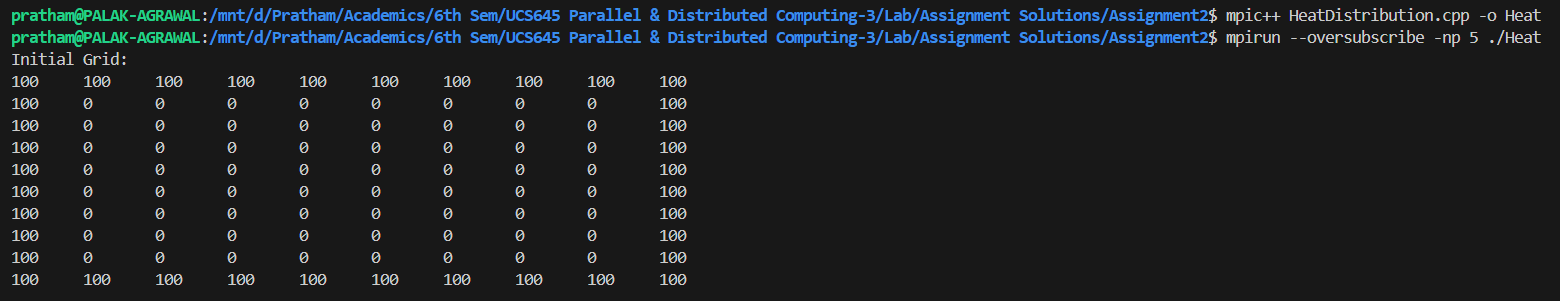 pratham@PALAK-AGRAWAL:/mnt/d/Pratham/Academics/6th Sem/UCS645 Parallel & Distributed Computing-3/Lab/Assignment Solutions/Assignment2$ mpic++ HeatDistribution.cpp -o Heat
pratham@PALAK-AGRAWAL:/mnt/d/Pratham/Academics/6th Sem/UCS645 Parallel & Distributed Computing-3/Lab/Assignment Solutions/Assignment2$ mpirun --oversubscribe -np 5 ./Heat
Initial Grid:
100 100 100 100 100 100 100 100 100 100
100 0 0 0 0 0 0 0 0 100
100 0 0 0 0 0 0 0 0 100
100 0 0 0 0 0 0 0 0 100
100 0 0 0 0 0 0 0 0 100
100 0 0 0 0 0 0 0 0 100
100 0 0 0 0 0 0 0 0 100
100 0 0 0 0 0 0 0 0 100
100 0 0 0 0 0 0 0 0 100
100 100 100 100 100 100 100 100 100 100